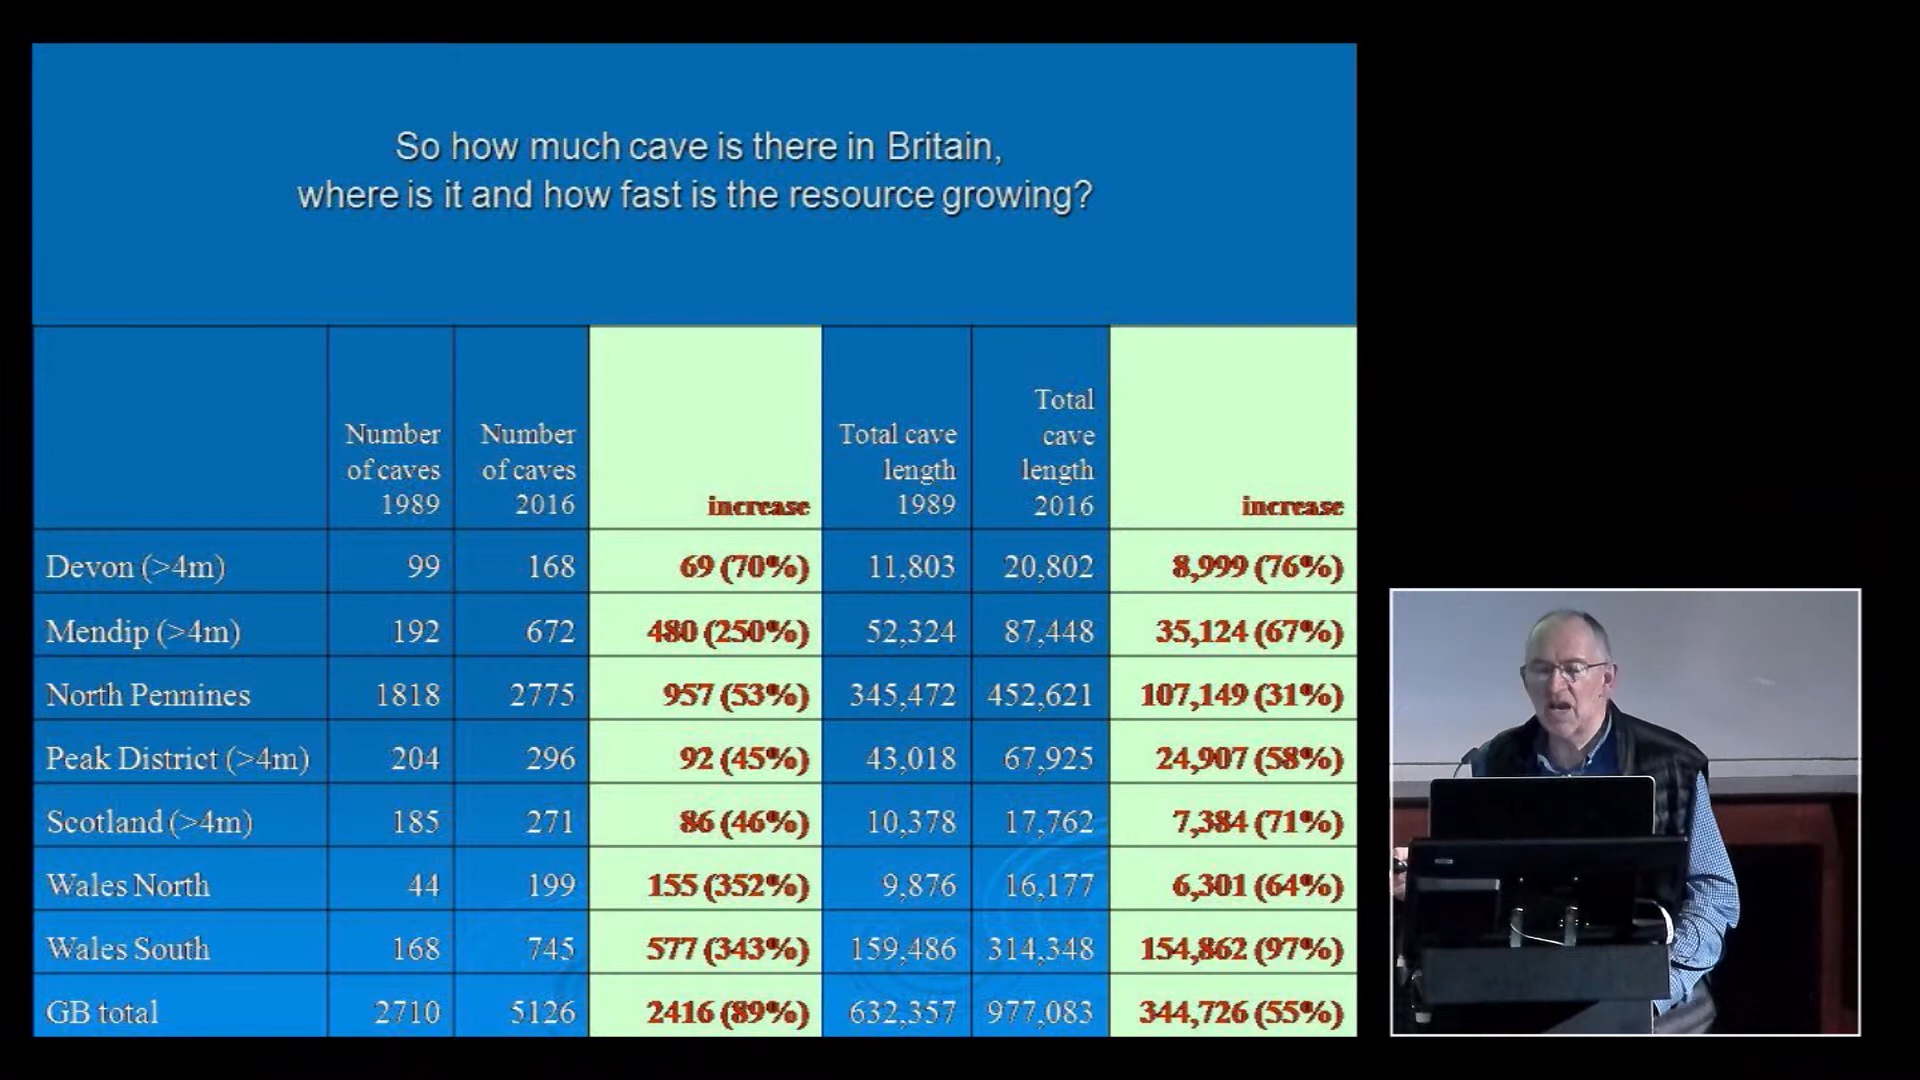 So how much cave is there in Britain,
where is it and how fast is the resource growing?
Number of caves 1989 Number of caves 2016 increase Total cave length 1989 Total cave length 2016 increase
Devon (>4m) 99 168 69 (70%) 11,803 20,802 8,999 (76%)
Mendip (>4m) 192 672 480 (250%) 52,324 87,448 35,124 (67%)
North Pennines 1818 2775 957 (53%) 345,472 452,621 107,149 (31%)
Peak District (>4m) 204 296 92 (45%) 43,018 67,925 24,907 (58%)
Scotland (>4m) 185 271 86 (46%) 10,378 17,762 7,384 (71%)
Wales North 44 199 155 (352%) 9,876 16,177 6,301 (64%)
Wales South 168 745 577 (343%) 159,486 314,348 154,862 (97%)
GB total 2710 5126 2416 (89%) 632,357 977,083 344,726 (55%)